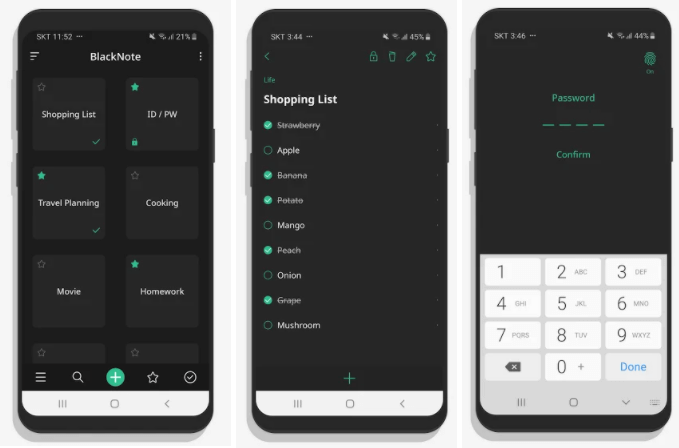 SKT 11:52 ···
21%
BlackNote
Shopping List
ID / PW
Travel Planning
Cooking
Movie
Homework
SKT 3:44 ···
45%
Life
Shopping List
Strawberry
Apple
Banana
Potato
Mango
Peach
Onion
Grape
Mushroom
SKT 3:46 ···
44%
On
Password
Confirm
1
2 ABC
3 DEF
4 GHI
5 JKL
6 MNO
7 PQRS
8 TUV
9 WXYZ
0 +
Done